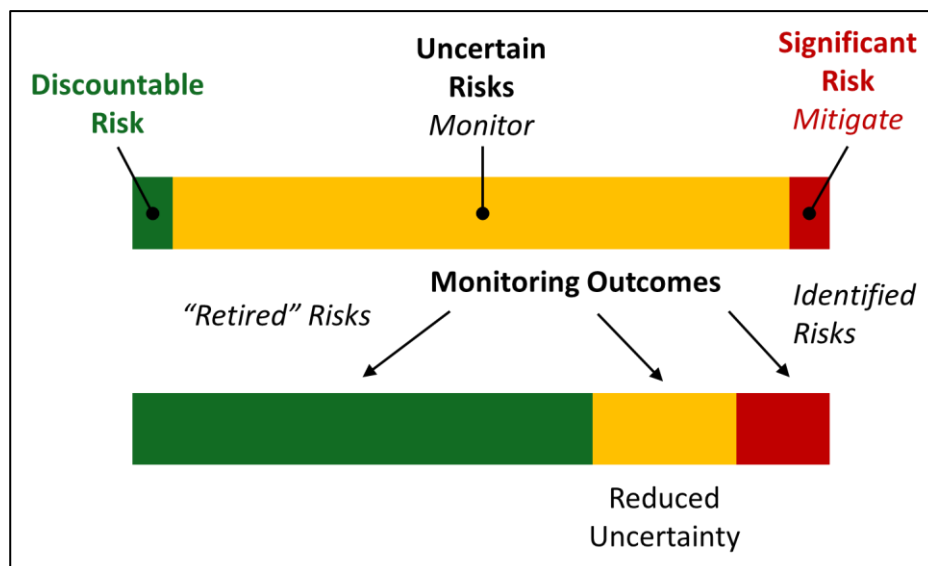 Discountable
Risk
Uncertain
Risks
Monitor
Significant
Risk
Mitigate
Monitoring Outcomes
“Retired” Risks
Identified
Risks
Reduced
Uncertainty